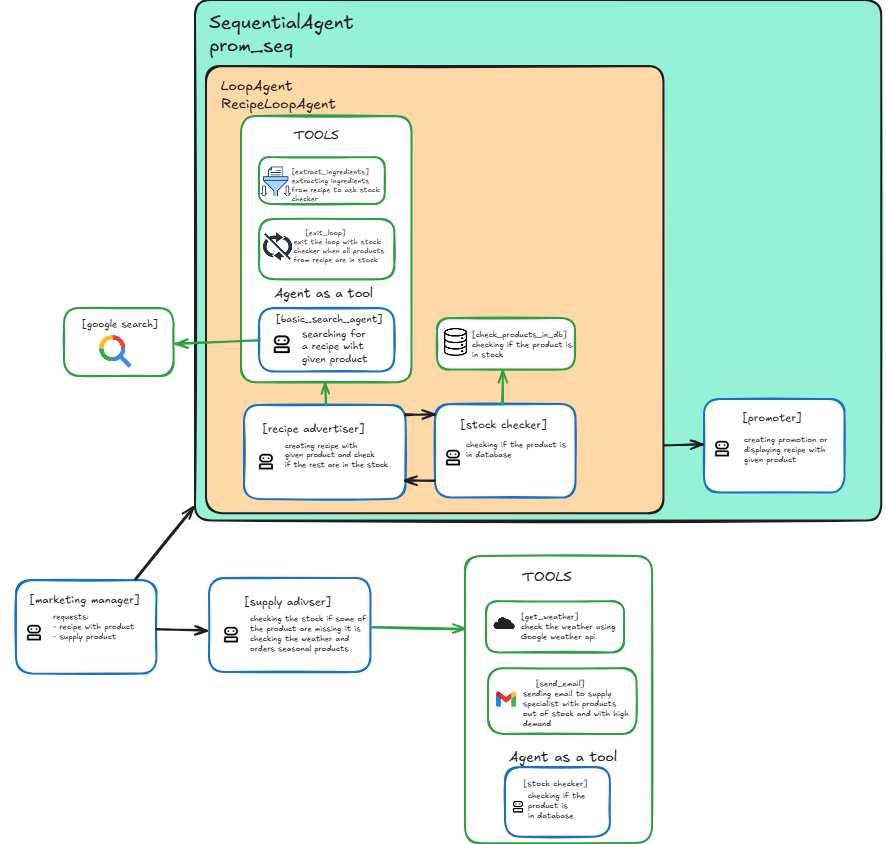 SequentialAgent
prom_seq
LoopAgent
RecipeLoopAgent
TOOLS
[extract_ingredients]
extracting ingredients
from recipe to ask stock
checker
[exit_loop]
exit the loop with stock
checker when all products
from recipe are in stock
Agent as a tool
[basic_search_agent]
searching for
a recipe wiht
given product
[google search]
[check_products_in_db]
checking if the product is
in stock
[recipe advertiser]
creating recipe with
given product and check
if the rest are in the stock
[stock checker]
checking if the product is
in database
[promoter]
creating promotion or
displaying recipe with
given product
[marketing manager]
requests:
- recipe with product
- supply product
[supply adivser]
checking the stock if some of
the product are missing it is
checking the weather and
orders seasonal products
TOOLS
[get_weather]
check the weather using
Google weather api
[send_email]
sending email to supply
specialist with products
out of stock and with high
demand
Agent as a tool
[stock checker]
checking if the
product is
in database